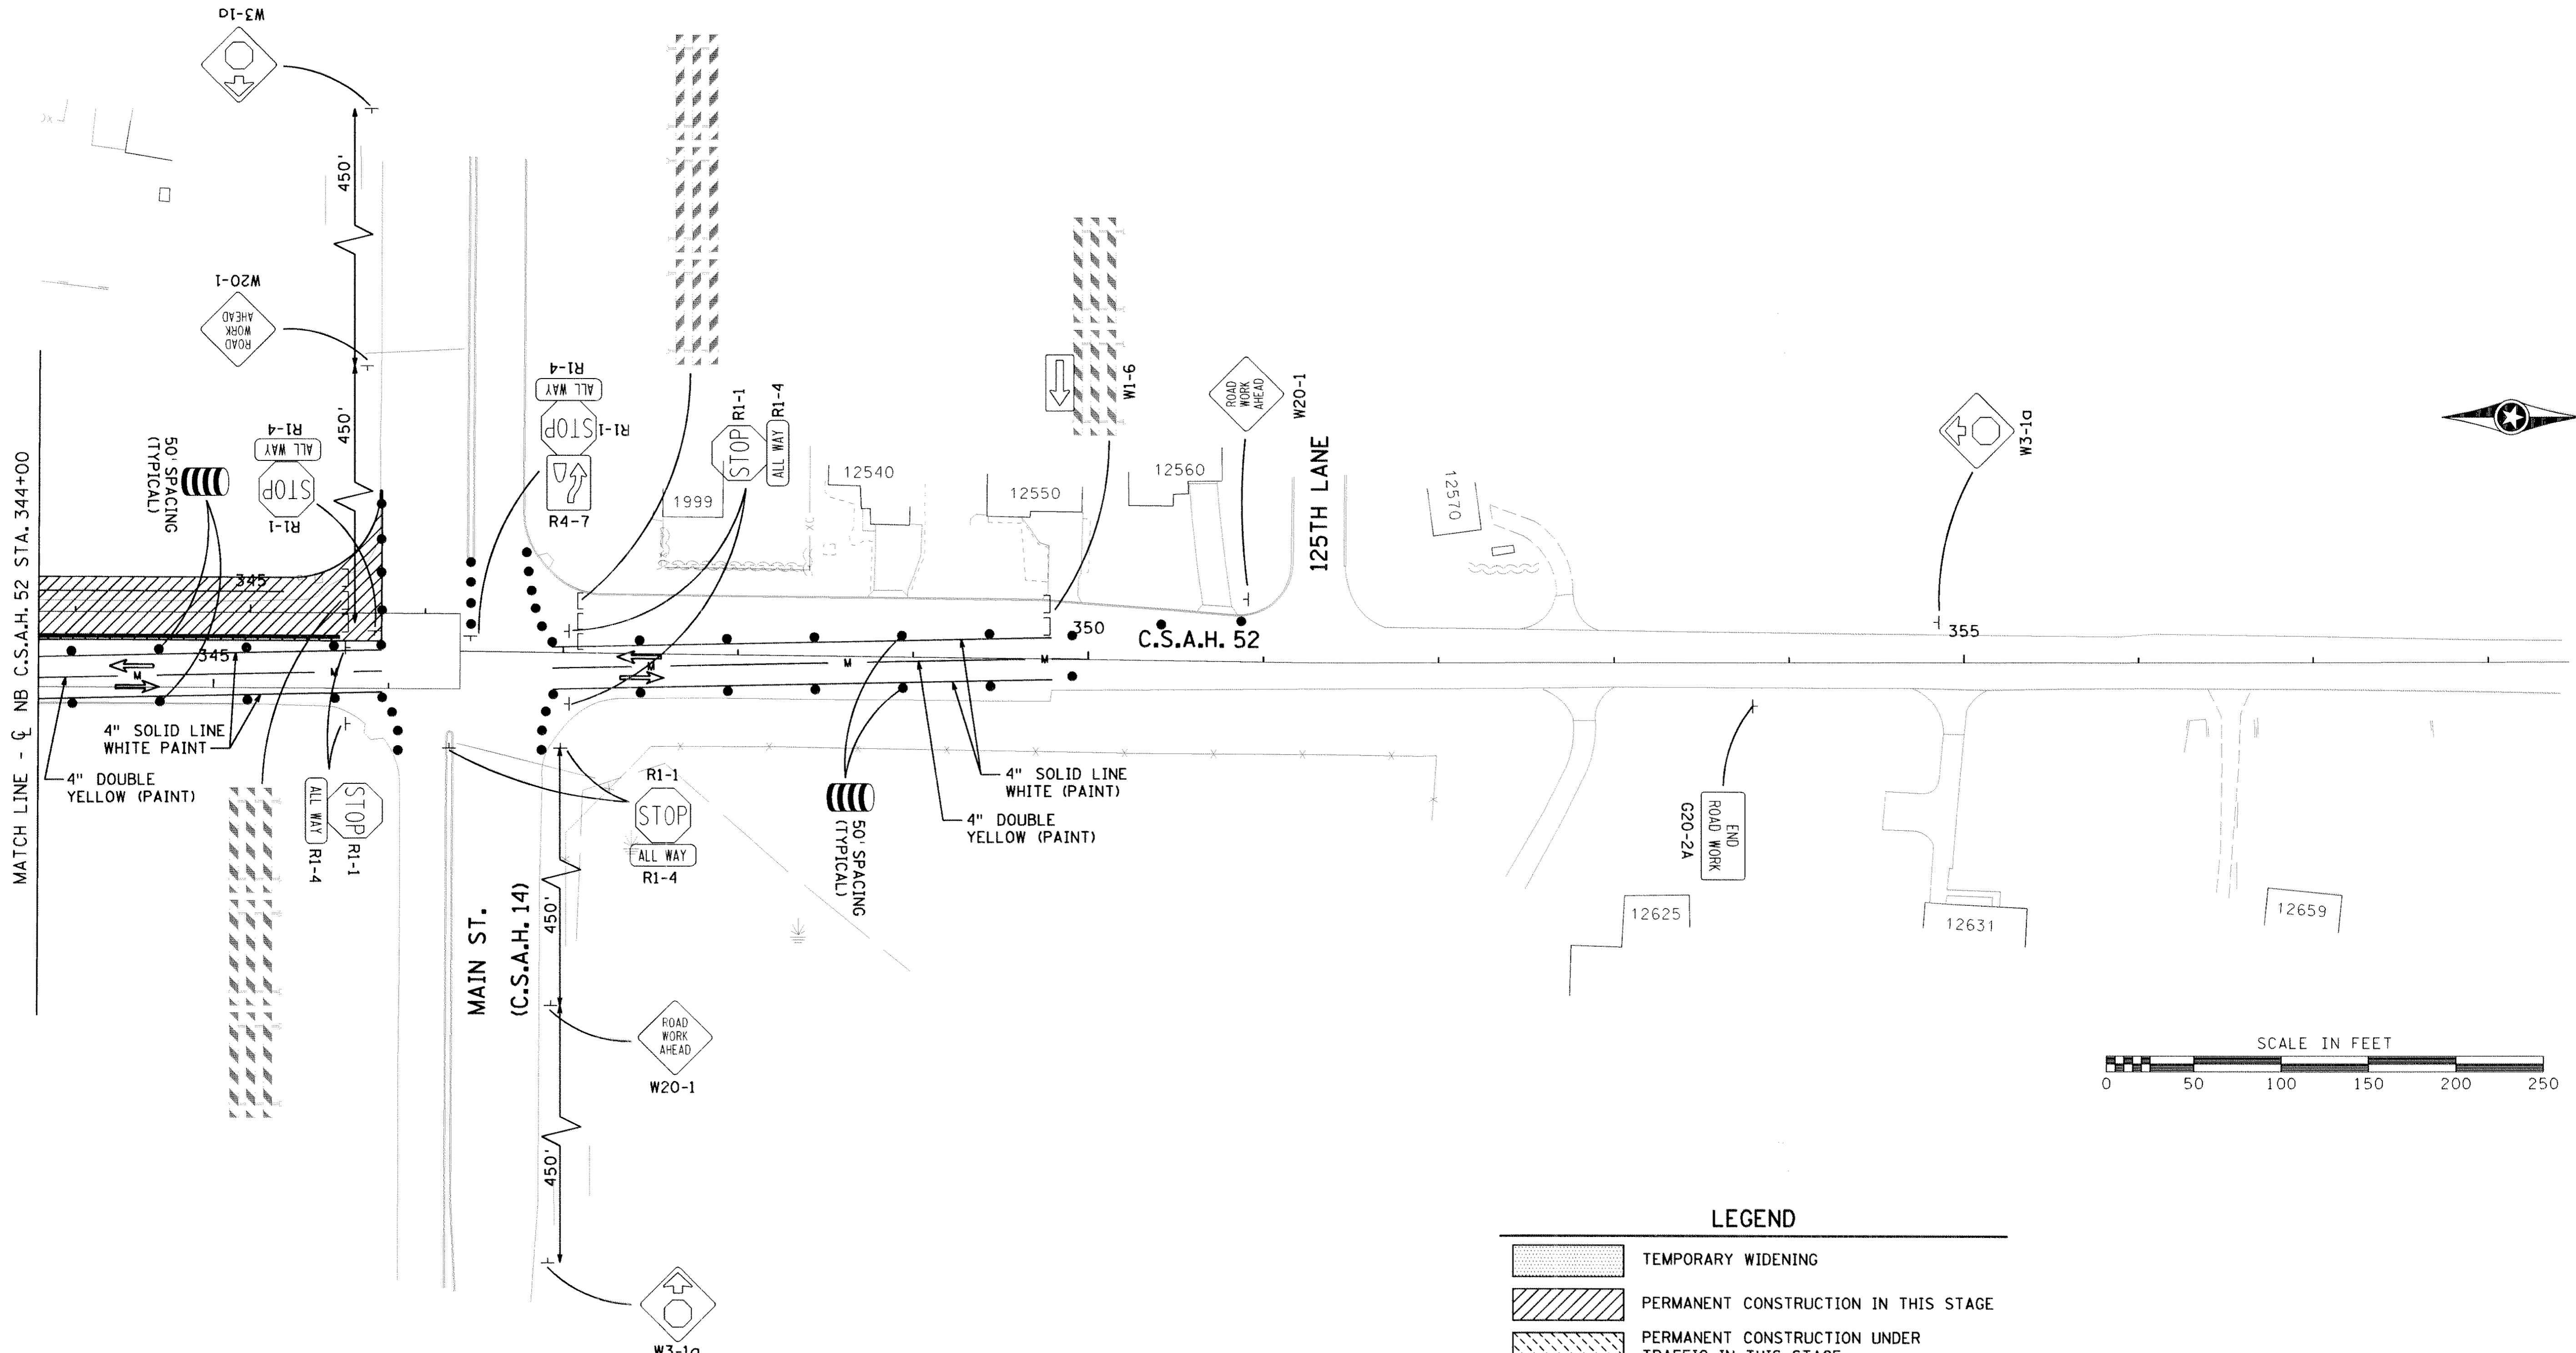 W3-1a
W20-1
ROAD
WORK
AHEAD
450'
450'
R1-4
ALL WAY
STOP
R1-1
50' SPACING
(TYPICAL)
MATCH LINE - ℄ NB C.S.A.H. 52 STA. 344+00
345
345
M
M
4" SOLID LINE
WHITE PAINT
4" DOUBLE
YELLOW (PAINT)
ALL WAY
R1-4
STOP
R1-1
R1-4
ALL WAY
STOP
R1-1
R4-7
STOP
R1-1
ALL WAY
R1-4
1999
12540
12550
12560
W1-6
ROAD
WORK
AHEAD
W20-1
125TH LANE
12570
W3-1a
M
M
M
350
C.S.A.H. 52
355
R1-1
STOP
ALL WAY
R1-4
50' SPACING
(TYPICAL)
4" SOLID LINE
WHITE (PAINT)
4" DOUBLE
YELLOW (PAINT)
END
ROAD WORK
G20-2A
12625
12631
12659
MAIN ST.
(C.S.A.H. 14)
450'
450'
ROAD
WORK
AHEAD
W20-1
W3-1a
SCALE IN FEET
0 50 100 150 200 250
LEGEND
TEMPORARY WIDENING
PERMANENT CONSTRUCTION IN THIS STAGE
PERMANENT CONSTRUCTION UNDER
TRAFFIC IN THIS STAGE